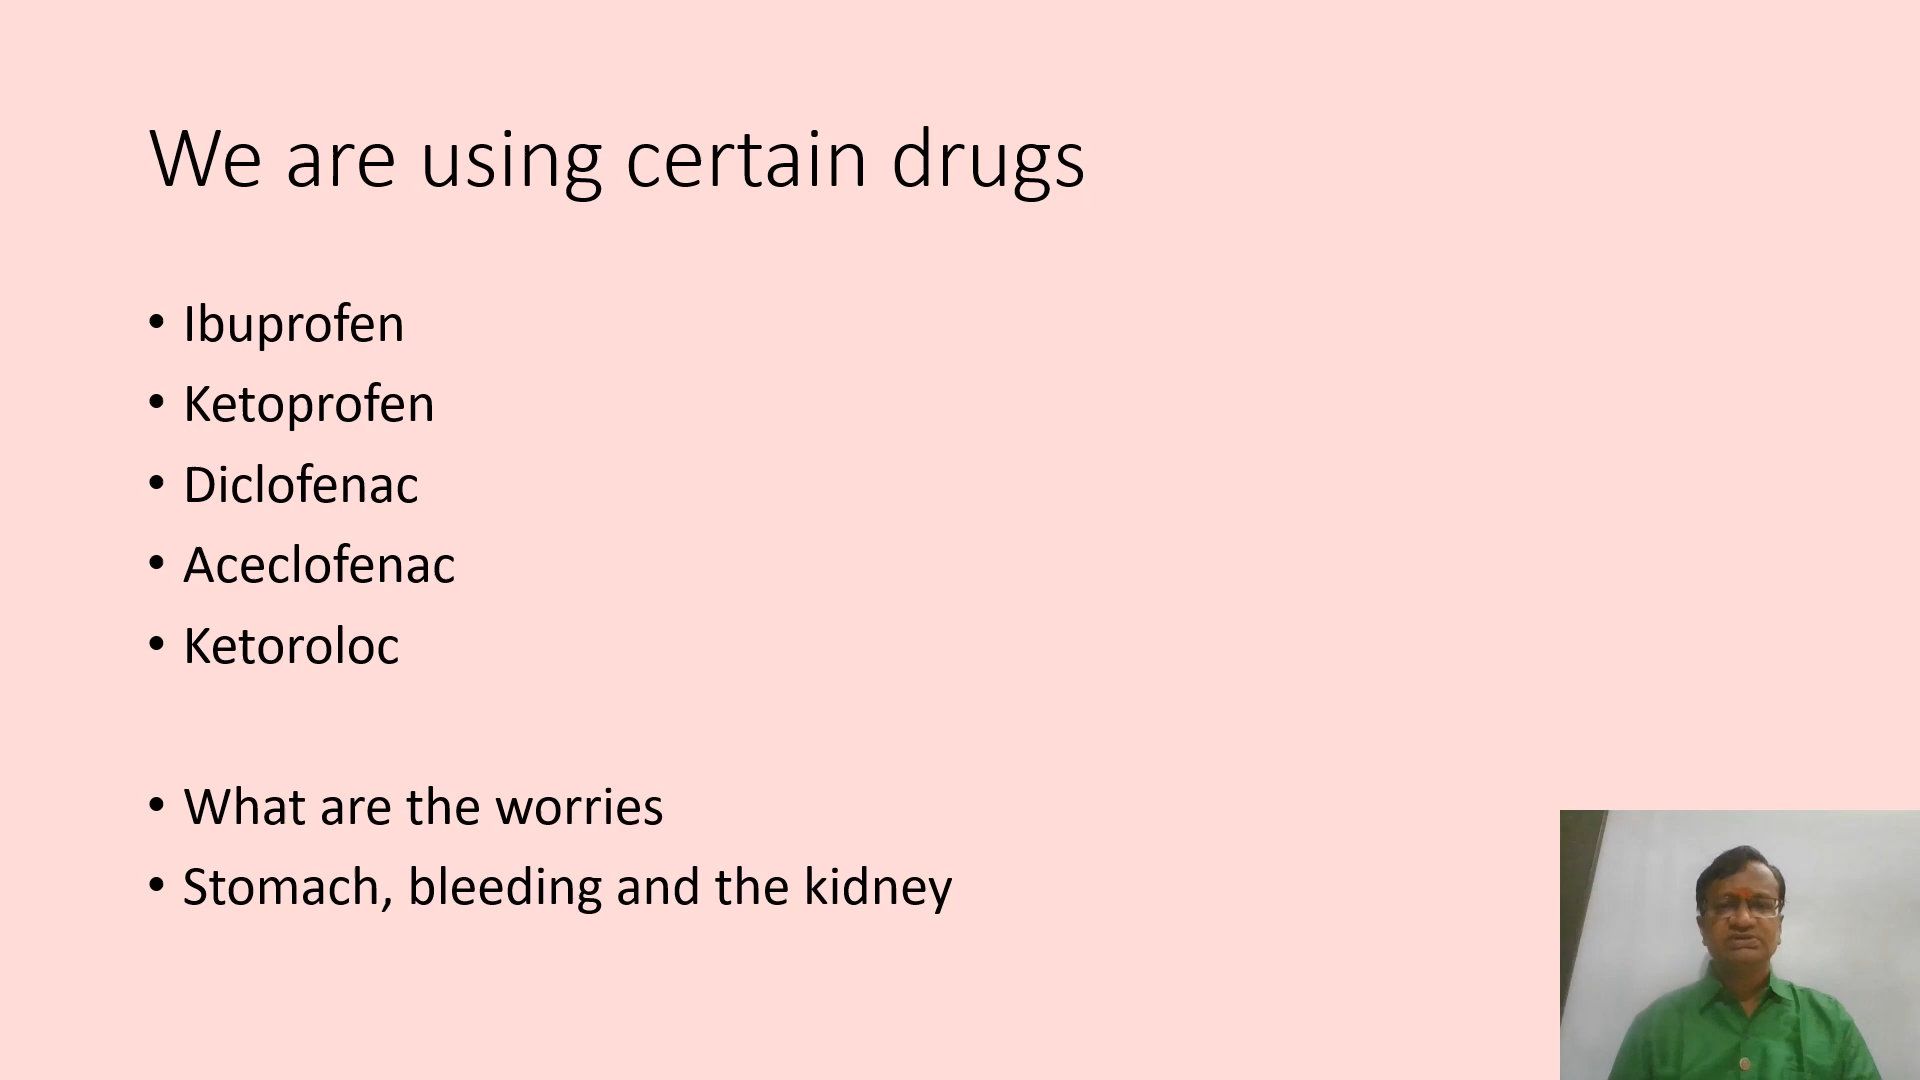 We are using certain drugs
• Ibuprofen
• Ketoprofen
• Diclofenac
• Aceclofenac
• Ketoroloc
• What are the worries
• Stomach, bleeding and the kidney